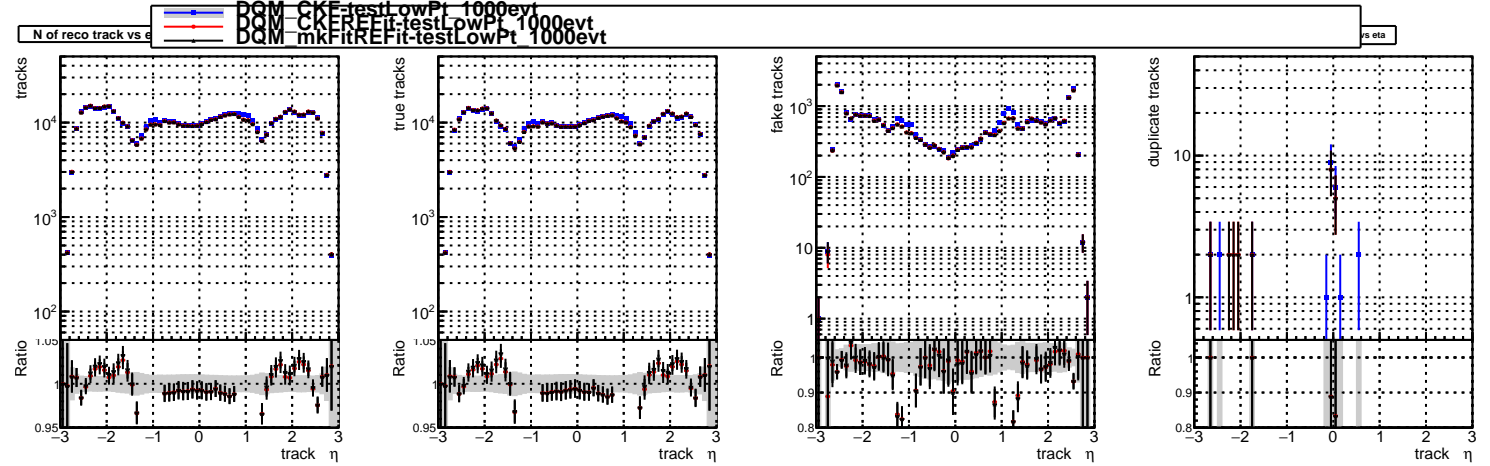 DQM_CKF-testLowPt_1000evt
DQM_CKFREFit-testLowPt_1000evt
DQM_mkFitREFit-testLowPt_1000evt
N of reco track vs e
vs eta
tracks
10⁴
10³
10²
Ratio
1.05
1
0.95
−3 −2 −1 0 1 2 3
track η
true tracks
10⁴
10³
10²
Ratio
1.05
1
0.95
−3 −2 −1 0 1 2 3
track η
fake tracks
10³
10²
10
1
Ratio
1
0.9
0.8
−3 −2 −1 0 1 2 3
track η
duplicate tracks
10
1
Ratio
1
0.9
0.8
−3 −2 −1 0 1 2 3
track η